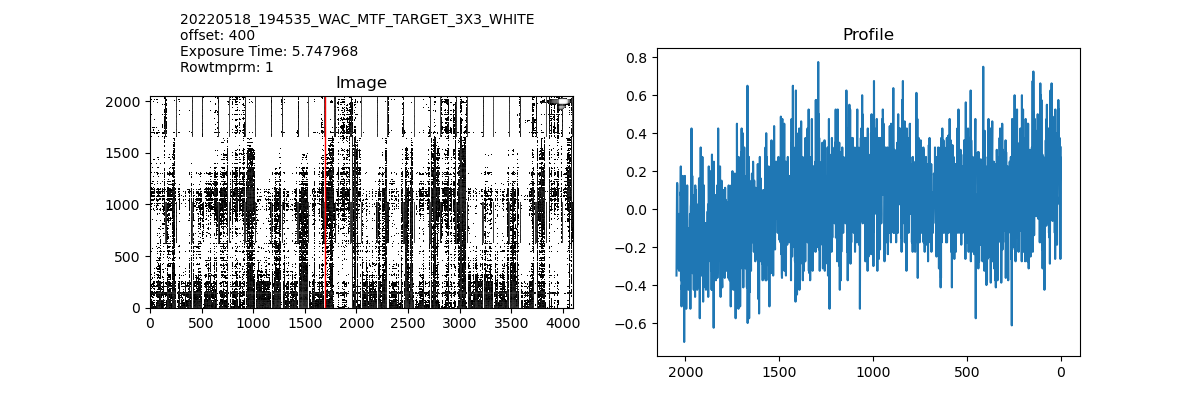 20220518_194535_WAC_MTF_TARGET_3X3_WHITE
offset: 400
Exposure Time: 5.747968
Rowtmprm: 1
Image
2000
1500
1000
500
0
0 500 1000 1500 2000 2500 3000 3500 4000
Profile
0.8
0.6
0.4
0.2
0.0
−0.2
−0.4
−0.6
2000 1500 1000 500 0